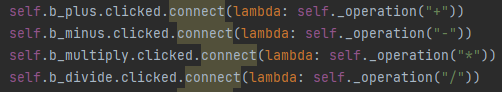 self.b_plus.clicked.connect(lambda: self._operation("+"))
self.b_minus.clicked.connect(lambda: self._operation("-"))
self.b_multiply.clicked.connect(lambda: self._operation("*"))
self.b_divide.clicked.connect(lambda: self._operation("/"))